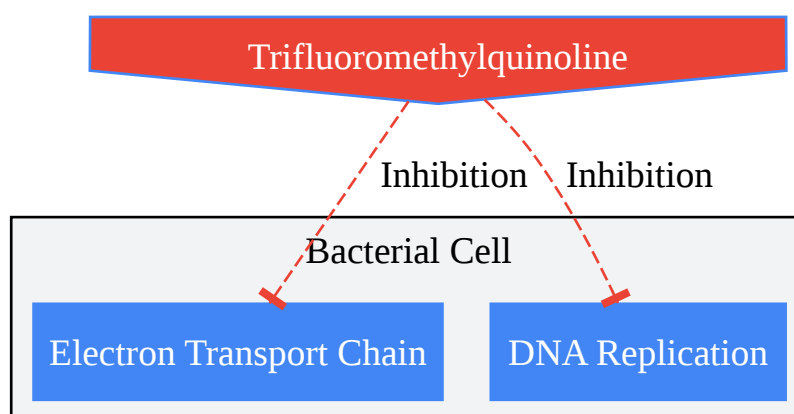 Trifluoromethylquinoline
Inhibition Inhibition
Bacterial Cell
Electron Transport Chain
DNA Replication